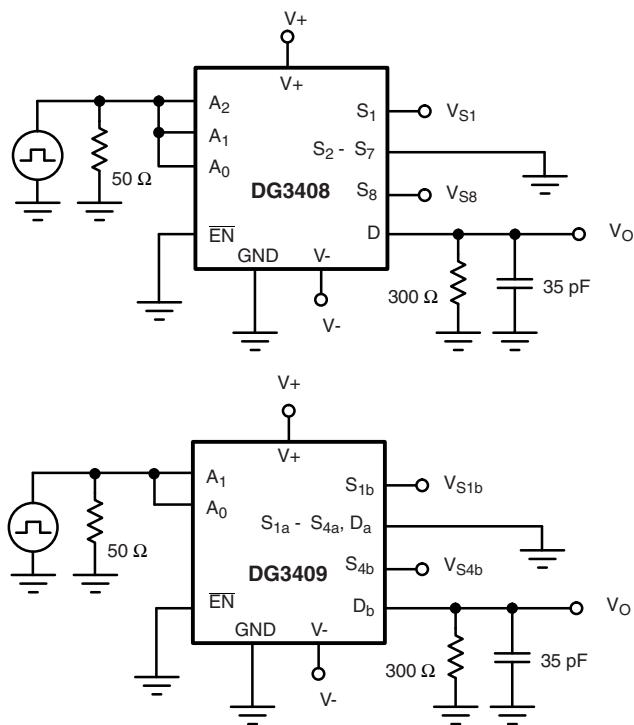 V+
V+
A2
A1
A0
50 Ω
S1
VS1
S2 - S7
S8
VS8
DG3408
D
VO
EN
GND
V-
V-
300 Ω
35 pF
V+
V+
A1
A0
50 Ω
S1b
VS1b
S1a - S4a, Da
S4b
VS4b
DG3409
Db
VO
EN
GND
V-
V-
300 Ω
35 pF